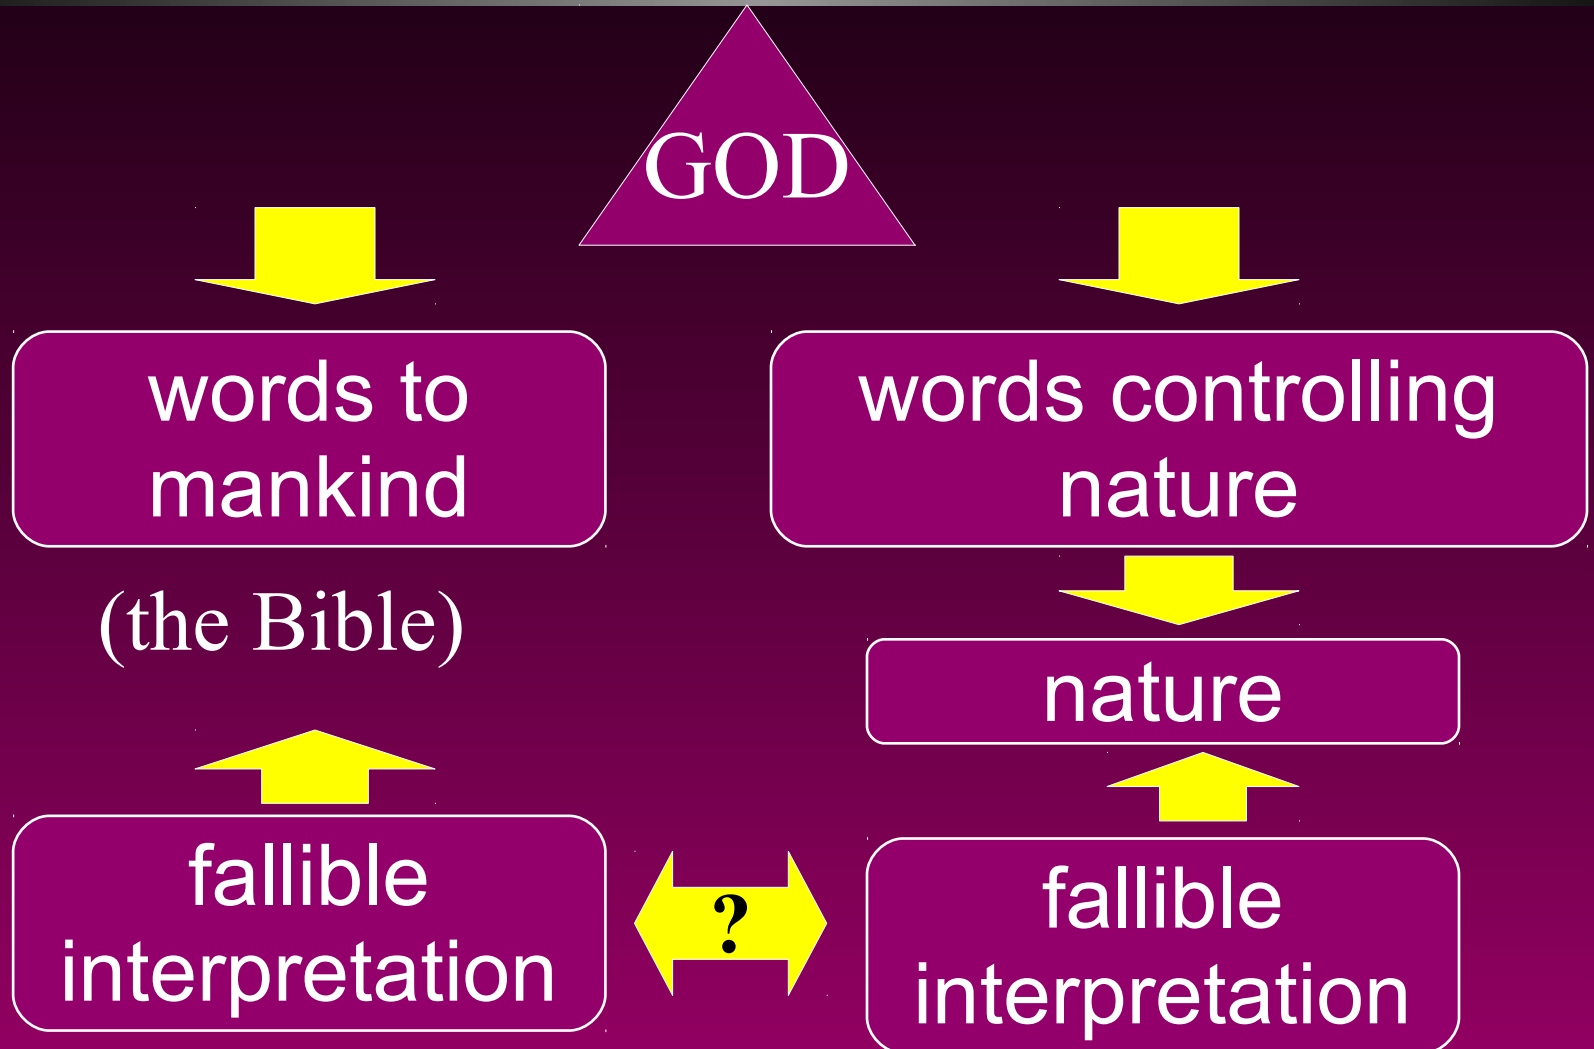 GOD
words to
mankind
(the Bible)
words controlling
nature
nature
fallible
interpretation
?
fallible
interpretation